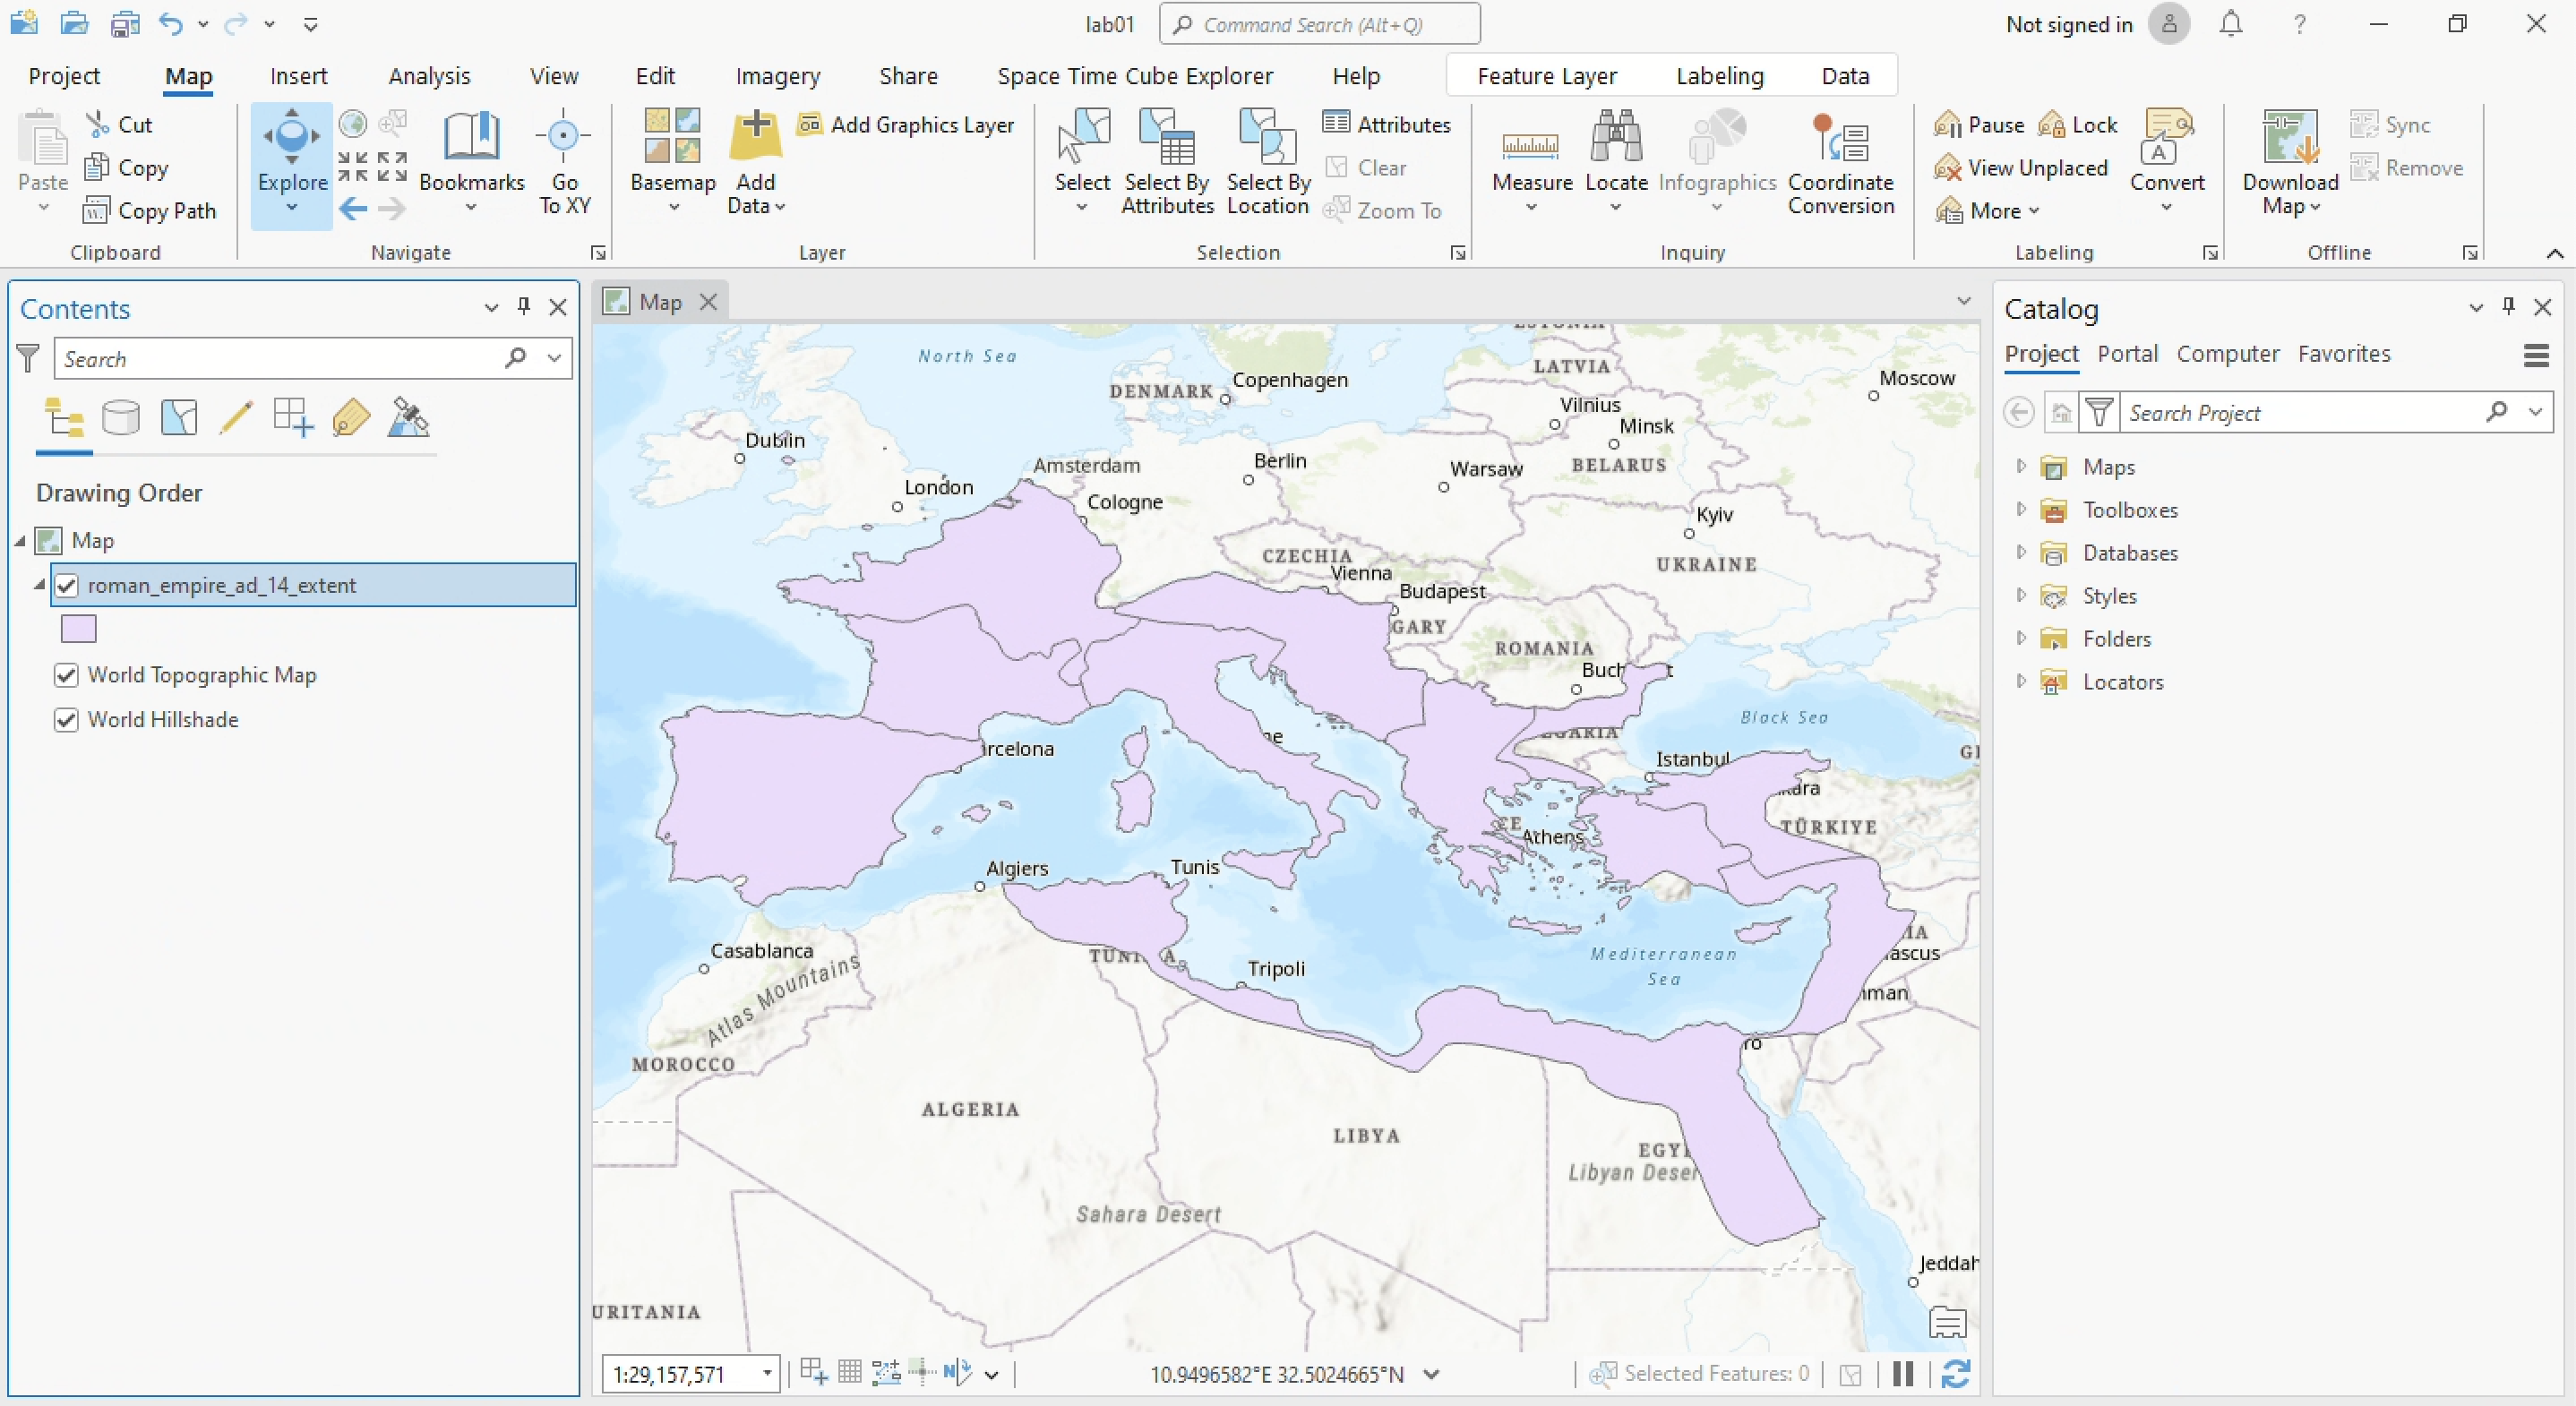 lab01
Command Search (Alt+Q)
Not signed in
Project Map Insert Analysis View Edit Imagery Share Space Time Cube Explorer Help Feature Layer Labeling Data
Paste
Cut
Copy
Copy Path
Clipboard
Explore
Bookmarks
Go To XY
Navigate
Basemap
Add Data
Add Graphics Layer
Layer
Select
Select By Attributes
Select By Location
Attributes
Clear
Zoom To
Selection
Measure
Locate
Infographics
Coordinate Conversion
Inquiry
Pause
Lock
View Unplaced
More
Convert
Labeling
Download Map
Sync
Remove
Offline
Contents
Search
Drawing Order
Map
roman_empire_ad_14_extent
World Topographic Map
World Hillshade
Map
North Sea
LATVIA
DENMARK
Copenhagen
Moscow
Vilnius
Minsk
Dublin
Amsterdam
Berlin
Warsaw
BELARUS
London
Cologne
Kyiv
CZECHIA
UKRAINE
Vienna
Budapest
GARY
ROMANIA
Buch t
Black Sea
GARIA
rcelona
ne
Istanbul
GI
kara
TÜRKIYE
EE
Athens
Algiers
Tunis
Casablanca
Atlas Mountains
TUNI A
Tripoli
Mediterranean
Sea
IA
ascus
man
ro
MOROCCO
ALGERIA
LIBYA
EGY
Libyan Deser
Sahara Desert
Jeddah
URITANIA
1:29,157,571
N
10.9496582°E 32.5024665°N
Selected Features: 0
Catalog
Project Portal Computer Favorites
Search Project
Maps
Toolboxes
Databases
Styles
Folders
Locators